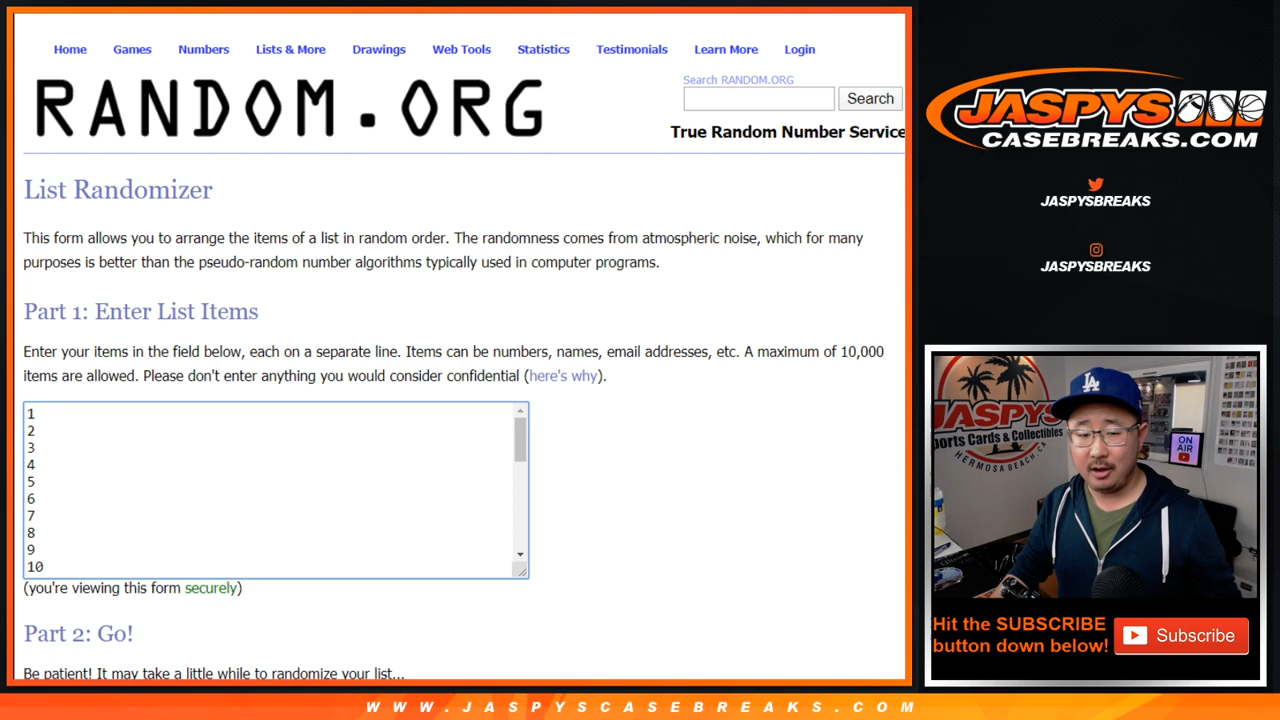 Home Games Numbers Lists & More Drawings Web Tools Statistics Testimonials Learn More Login
RANDOM.ORG
Search RANDOM.ORG
Search
True Random Number Service
List Randomizer
This form allows you to arrange the items of a list in random order. The randomness comes from atmospheric noise, which for many
purposes is better than the pseudo-random number algorithms typically used in computer programs.
Part 1: Enter List Items
Enter your items in the field below, each on a separate line. Items can be numbers, names, email addresses, etc. A maximum of 10,000
items are allowed. Please don't enter anything you would consider confidential (here's why).
1
2
3
4
5
6
7
8
9
10
(you're viewing this form securely)
Part 2: Go!
Be patient! It may take a little while to randomize your list...
JASPYS
CASEBREAKS.COM
JASPYSBREAKS
JASPYSBREAKS
JASPYS
ports Cards & Collectibles
HERMOSA BEACH, CA
LA
ON
AIR
Hit the SUBSCRIBE
button down below!
Subscribe
WWW.JASPYSCASEBREAKS.COM